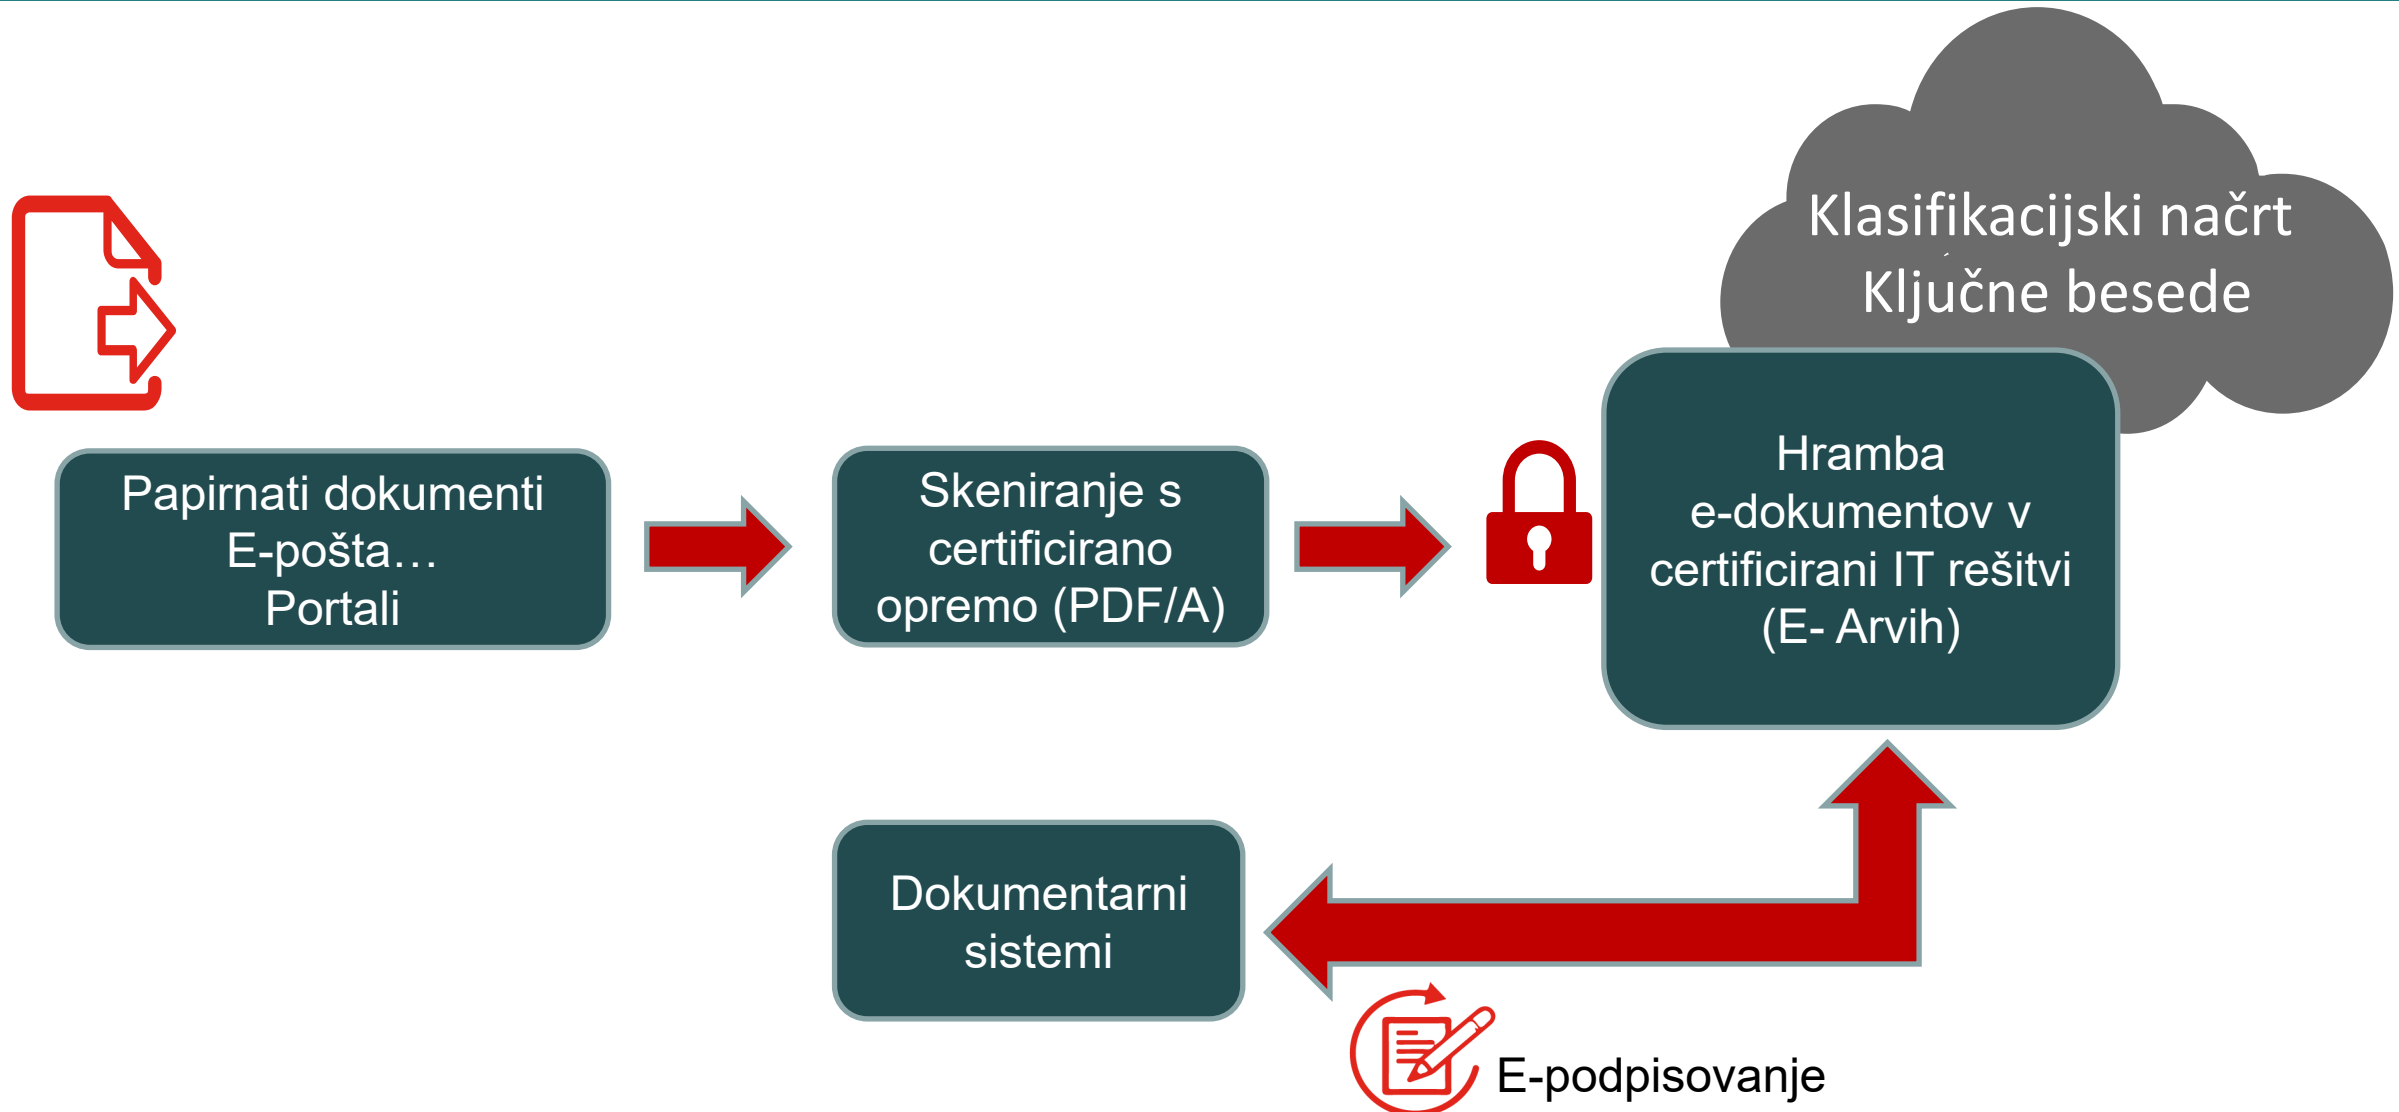 Klasifikacijski načrt
Ključne besede
Papirnati dokumenti
E-pošta...
Portali
Skeniranje s
certificirano
opremo (PDF/A)
Hramba
e-dokumentov v
certificirani IT rešitvi
(E- Arvih)
Dokumentarni
sistemi
E-podpisovanje